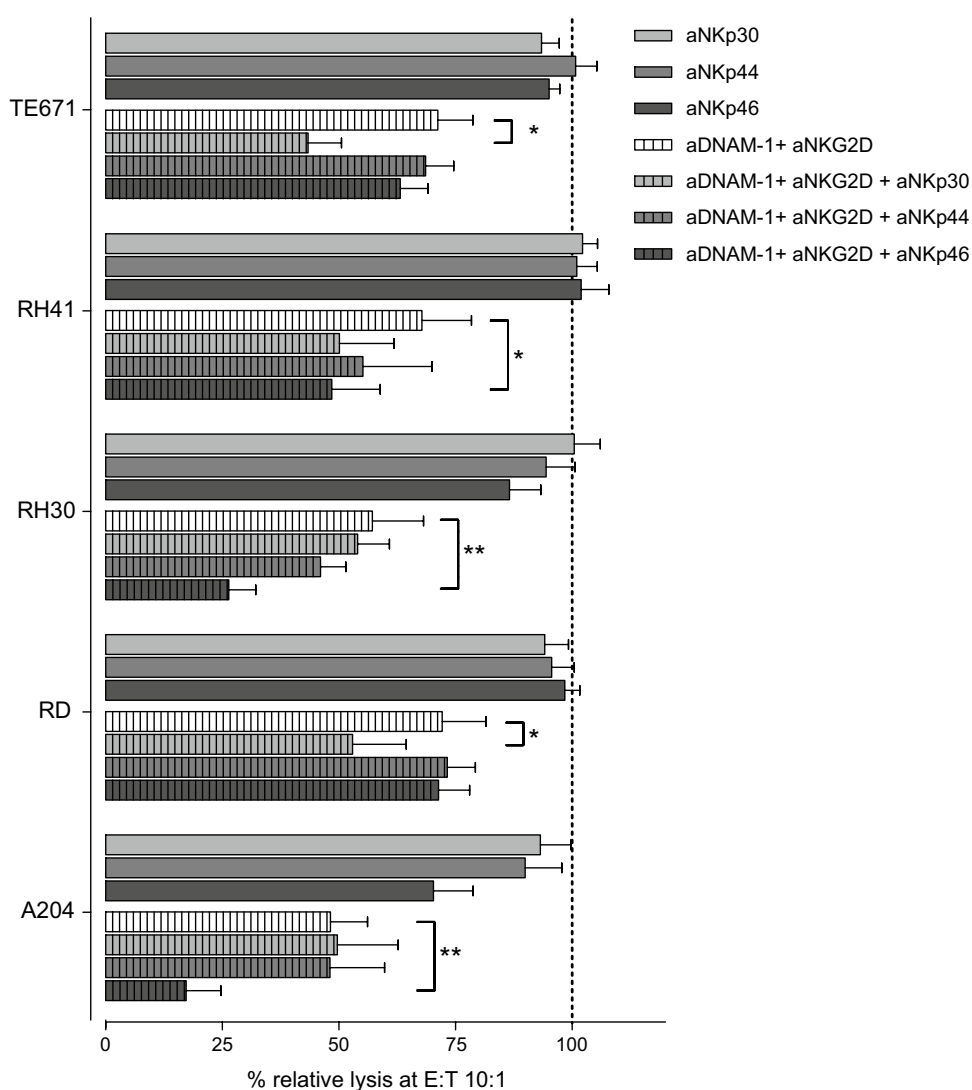 TE671
*
RH41
*
RH30
**
RD
*
A204
**
0 25 50 75 100
% relative lysis at E:T 10:1
aNKp30
aNKp44
aNKp46
aDNAM-1+ aNKG2D
aDNAM-1+ aNKG2D + aNKp30
aDNAM-1+ aNKG2D + aNKp44
aDNAM-1+ aNKG2D + aNKp46